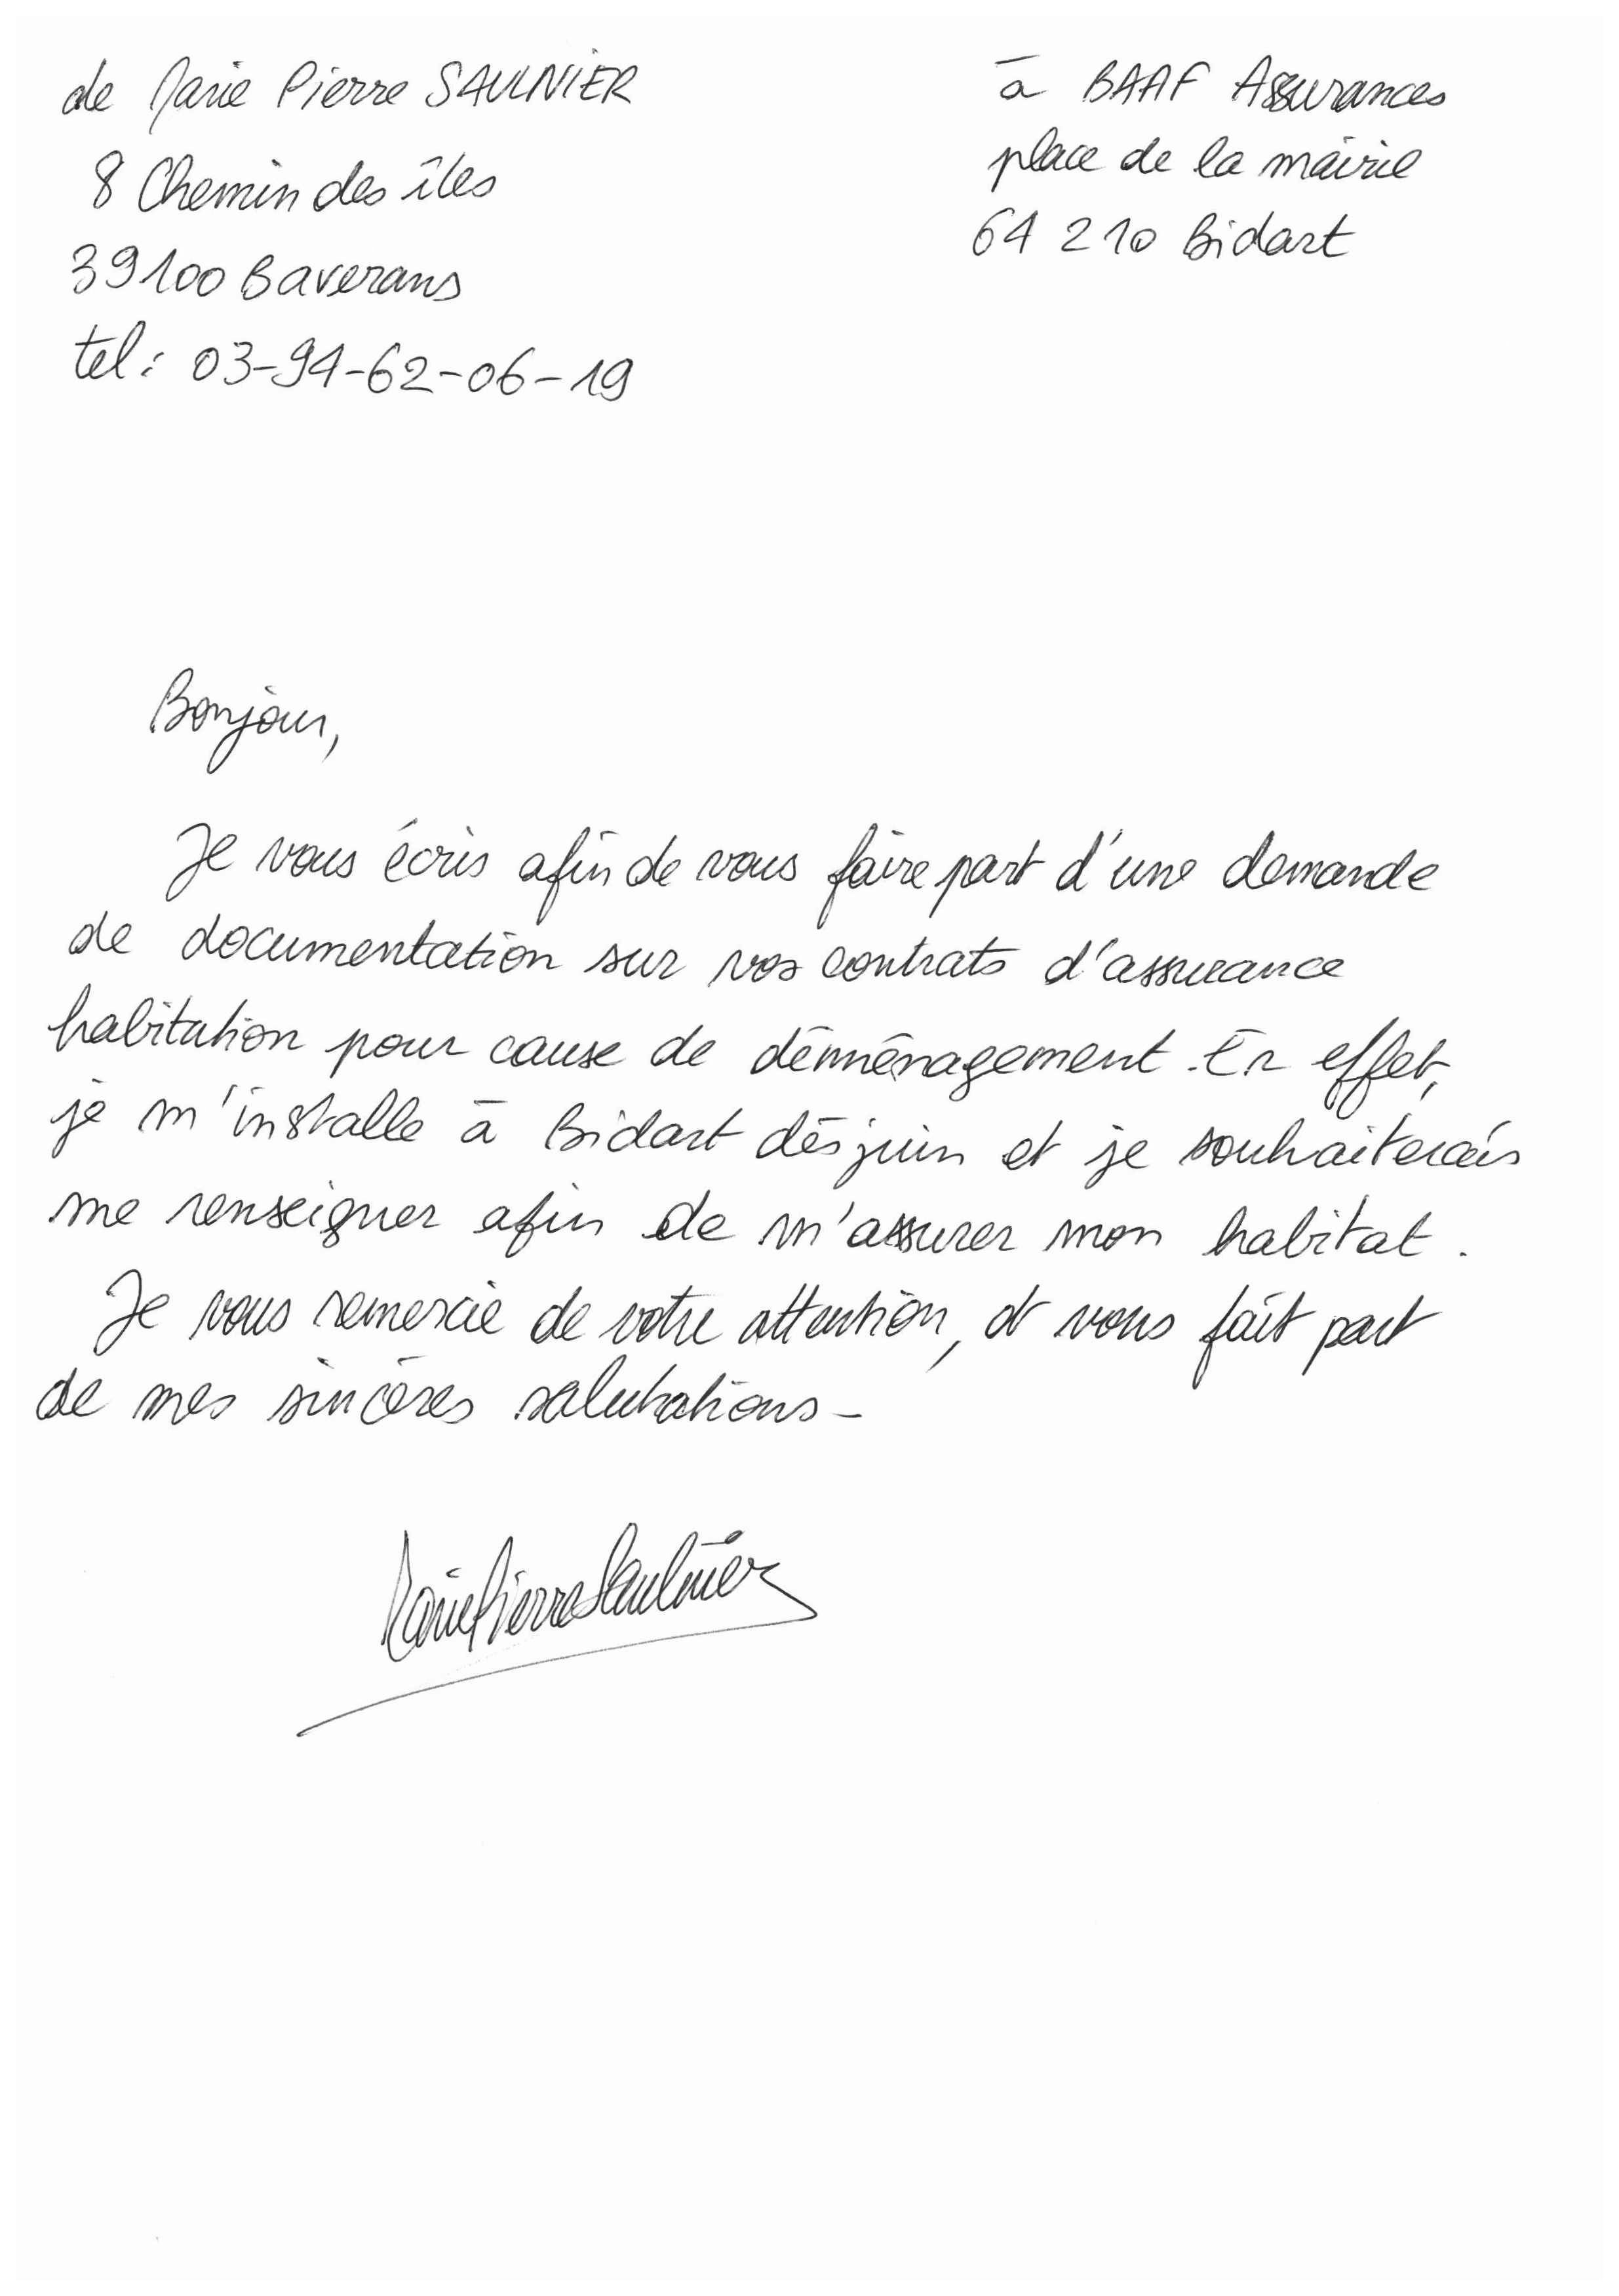 de Marie Pierre SAULNIER
8 Chemin des îles
39100 Baverans
tel: 03-94-62-06-19
à BAAF Assurances
place de la mairie
64 210 Bidart
Bonjour,
Je vous écris afin de vous faire part d'une demande
de documentation sur vos contrats d'assurance
habitation pour cause de démménagement. En effet,
je m'installe à Bidart dès juin et je souhaiterais
me renseigner afin de m'assurer mon habitat.
Je vous remercie de votre attention, et vous fait part
de mes sincères salutations-
Marie Pierre Saulnier